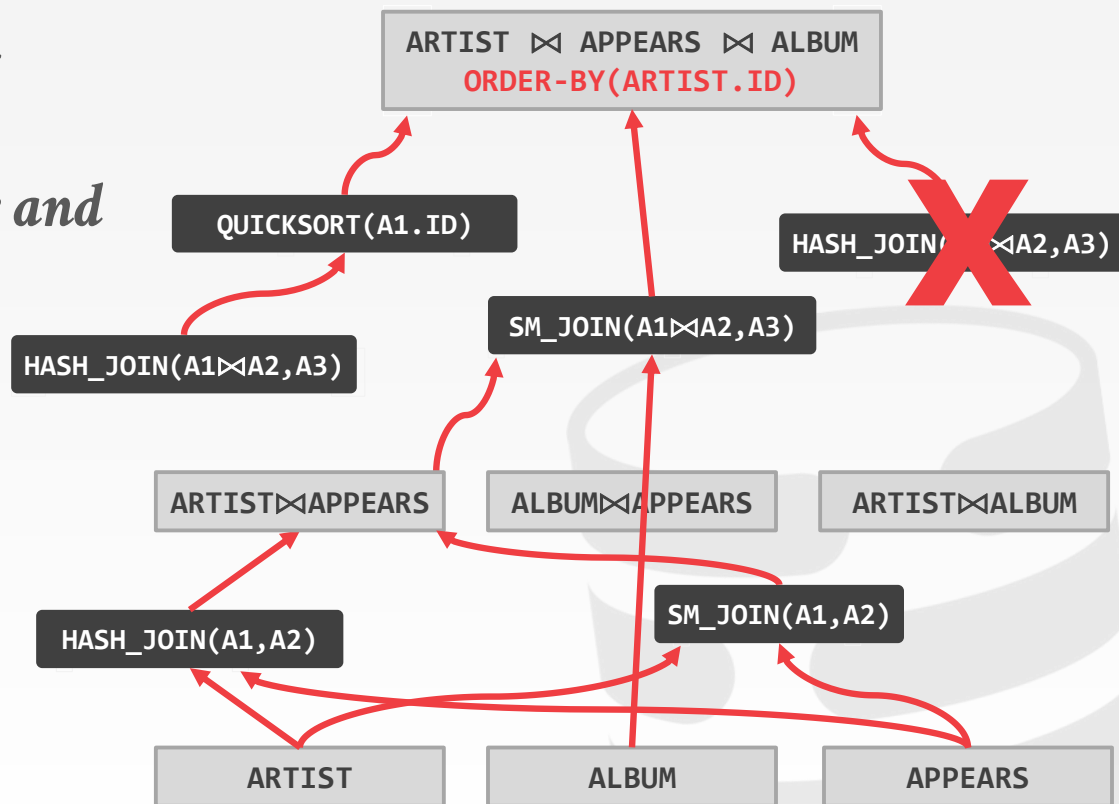 ARTIST ⋈ APPEARS ⋈ ALBUM
ORDER-BY(ARTIST.ID)
and
QUICKSORT(A1.ID)
HASH_JOIN( ⋈A2,A3)
SM_JOIN(A1⋈A2,A3)
HASH_JOIN(A1⋈A2,A3)
ARTIST⋈APPEARS
ALBUM⋈APPEARS
ARTIST⋈ALBUM
SM_JOIN(A1,A2)
HASH_JOIN(A1,A2)
ARTIST
ALBUM
APPEARS